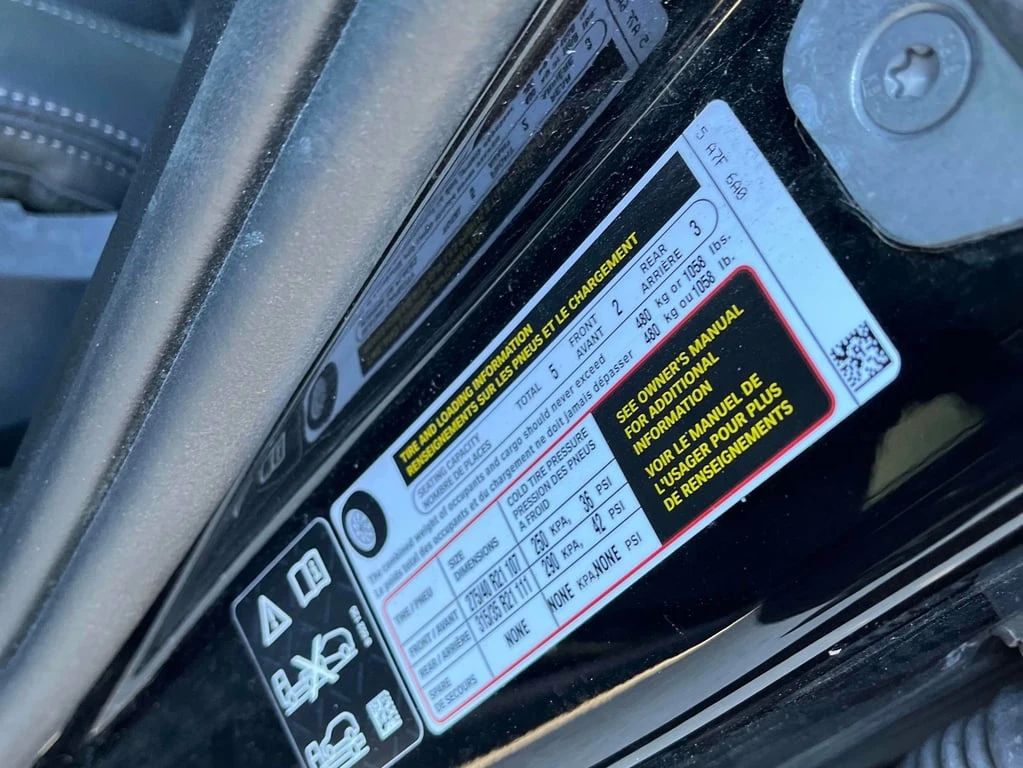 5 A7F 6A0
TIRE AND LOADING INFORMATION
RENSEIGNEMENTS SUR LES PNEUS ET LE CHARGEMENT
SEATING CAPACITY
NOMBRE DE PLACES
TOTAL 5
FRONT
AVANT 2
REAR
ARRIÈRE 3
The combined weight of occupants and cargo should never exceed 480 kg or 1058 lbs.
Le poids total des occupants et du chargement ne doit jamais dépasser 480 kg ou 1058 lb.
TIRE / PNEU
SIZE
DIMENSIONS
COLD TIRE PRESSURE
PRESSION DES PNEUS
A FROID
FRONT / AVANT 275/40 R21 107 250 KPA, 36 PSI
REAR / ARRIÈRE 315/35 R21 111 290 KPA, 42 PSI
SPARE
DE SECOURS
NONE NONE KPA,NONE PSI
SEE OWNER'S MANUAL
FOR ADDITIONAL
INFORMATION
VOIR LE MANUEL DE
L'USAGER POUR PLUS
DE RENSEIGNEMENTS